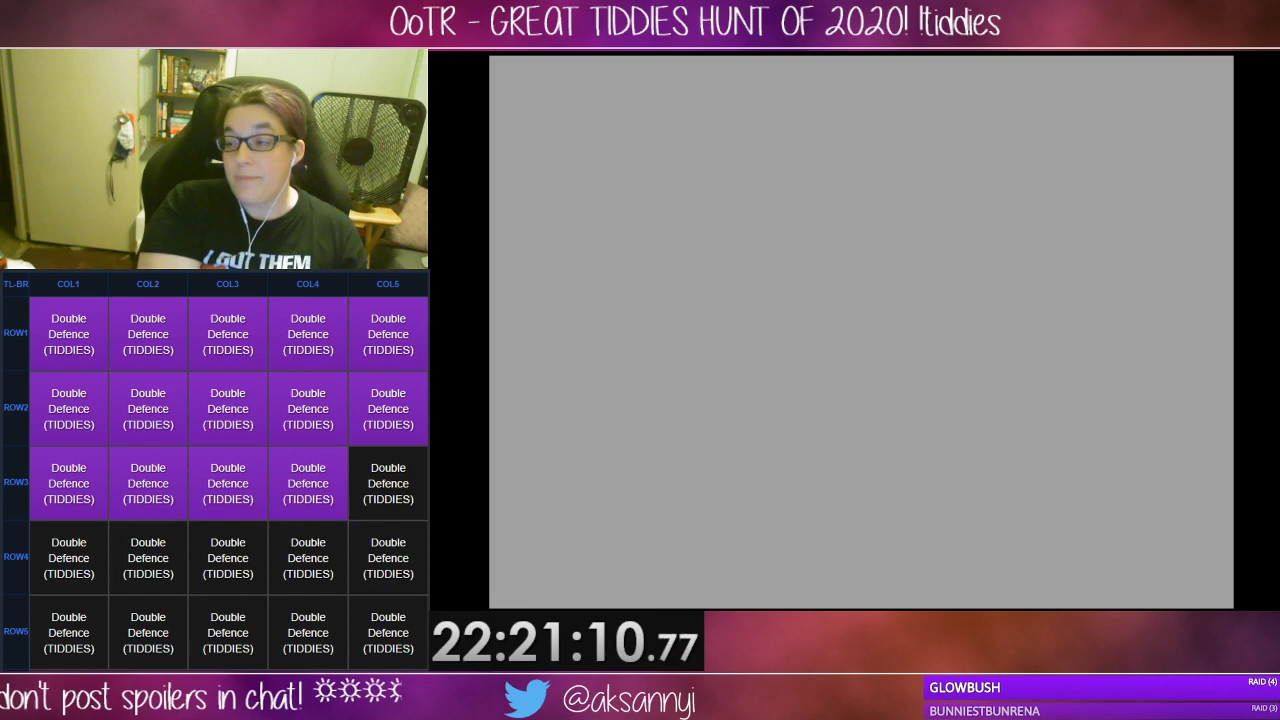 OoTR - GREAT TIDDIES HUNT OF 2020! !tiddies
I GUT THEM
TL-BR COL1 COL2 COL3 COL4 COL5
ROW1
Double Double Double Double Double
Defence Defence Defence Defence Defence
(TIDDIES) (TIDDIES) (TIDDIES) (TIDDIES) (TIDDIES)
ROW2
Double Double Double Double Double
Defence Defence Defence Defence Defence
(TIDDIES) (TIDDIES) (TIDDIES) (TIDDIES) (TIDDIES)
ROW3
Double Double Double Double Double
Defence Defence Defence Defence Defence
(TIDDIES) (TIDDIES) (TIDDIES) (TIDDIES) (TIDDIES)
ROW4
Double Double Double Double Double
Defence Defence Defence Defence Defence
(TIDDIES) (TIDDIES) (TIDDIES) (TIDDIES) (TIDDIES)
ROW5
Double Double Double Double Double
Defence Defence Defence Defence Defence
(TIDDIES) (TIDDIES) (TIDDIES) (TIDDIES) (TIDDIES)
22:21:10.77
don't post spoilers in chat!
@aksannyi
GLOWBUSH RAID (4)
BUNNIESTBUNRENA RAID (3)